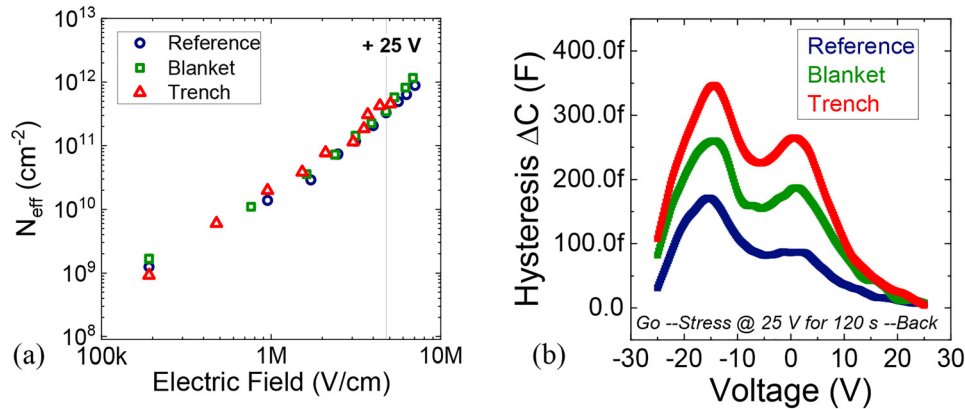 (a)
10^13
10^12
10^11
10^10
10^9
10^8
N_eff (cm^-2)
Reference
Blanket
Trench
+ 25 V
100k 1M 10M
Electric Field (V/cm)
(b)
400.0f
300.0f
200.0f
100.0f
0.0
Hysteresis ΔC (F)
Reference
Blanket
Trench
Go --Stress @ 25 V for 120 s --Back
-30 -20 -10 0 10 20 30
Voltage (V)